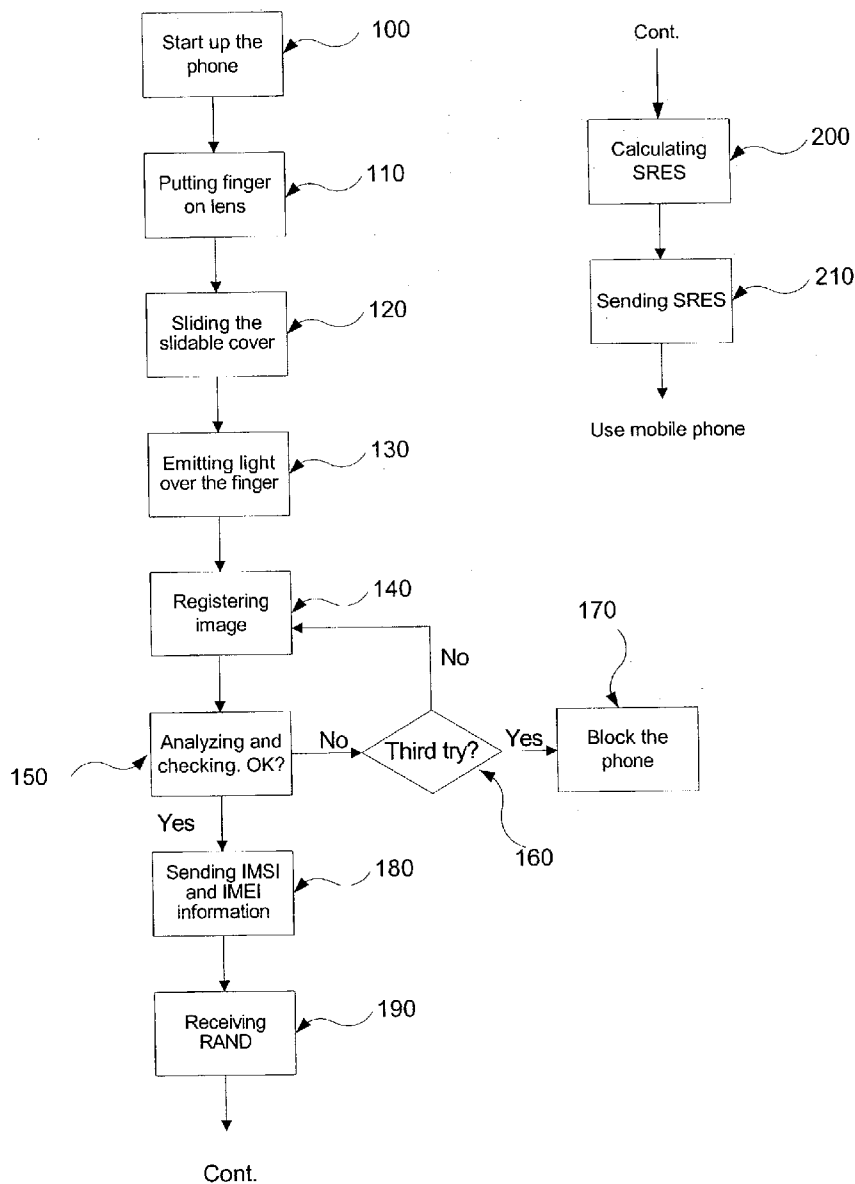 Start up the
phone
100
Putting finger
on lens
110
Sliding the
slidable cover
120
Emitting light
over the finger
130
Registering
image
140
No
Analyzing and
checking. OK?
150
No
Third try?
160
Yes
Block the
phone
170
Yes
Sending IMSI
and IMEI
information
180
Receiving
RAND
190
Cont.
Cont.
Calculating
SRES
200
Sending SRES
210
Use mobile phone